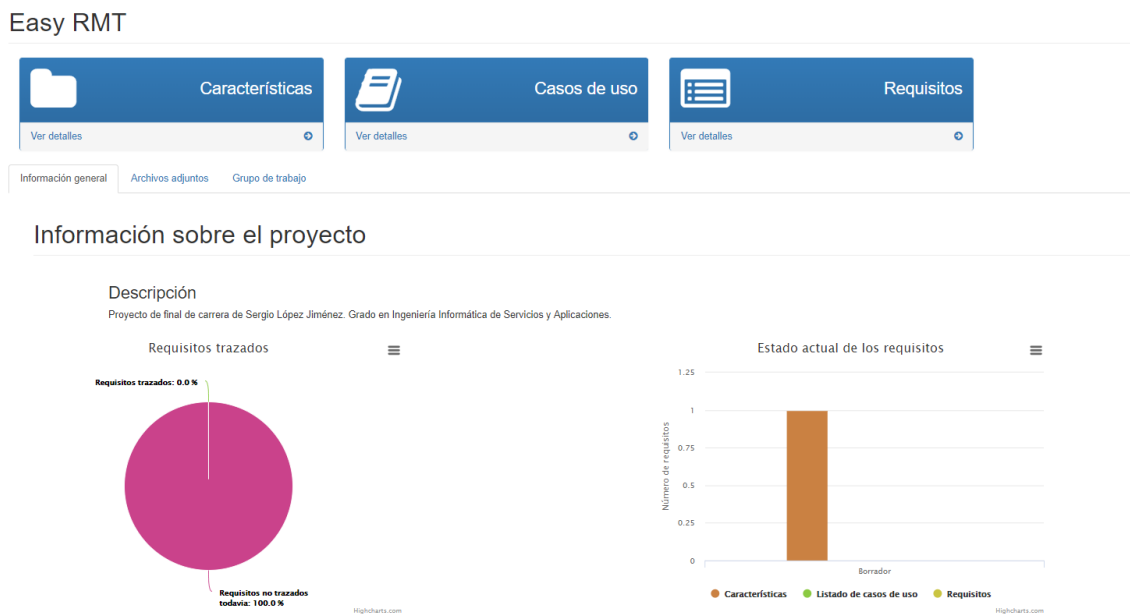 Easy RMT
Características
Casos de uso
Requisitos
Ver detalles
Ver detalles
Ver detalles
Información general
Archivos adjuntos
Grupo de trabajo
Información sobre el proyecto
Descripción
Proyecto de final de carrera de Sergio López Jiménez. Grado en Ingeniería Informática de Servicios y Aplicaciones.
Requisitos trazados
Requisitos trazados: 0.0 %
Requisitos no trazados
todavia: 100.0 %
Highcharts.com
Estado actual de los requisitos
Número de requisitos
1.25
1
0.75
0.5
0.25
0
Borrador
Características
Listado de casos de uso
Requisitos
Highcharts.com